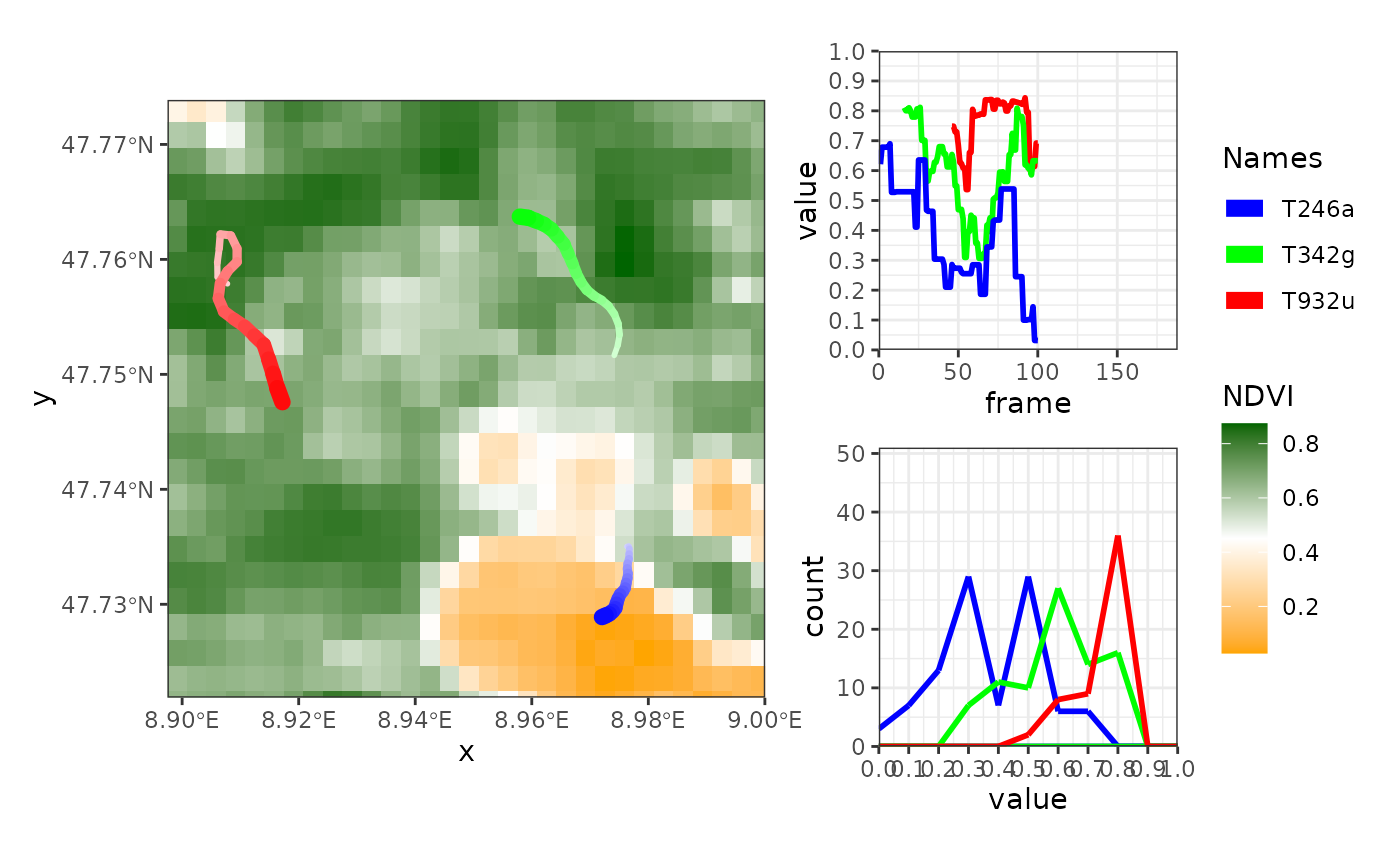 47.77°N
47.76°N
47.75°N
47.74°N
47.73°N
y
8.90°E 8.92°E 8.94°E 8.96°E 8.98°E 9.00°E
x
1.0
0.9
0.8
0.7
0.6
0.5
0.4
0.3
0.2
0.1
0.0
value
0 50 100 150
frame
50
40
30
20
10
0
count
0.0 0.1 0.2 0.3 0.4 0.5 0.6 0.7 0.8 0.9 1.0
value
Names
T246a
T342g
T932u
NDVI
0.8
0.6
0.4
0.2